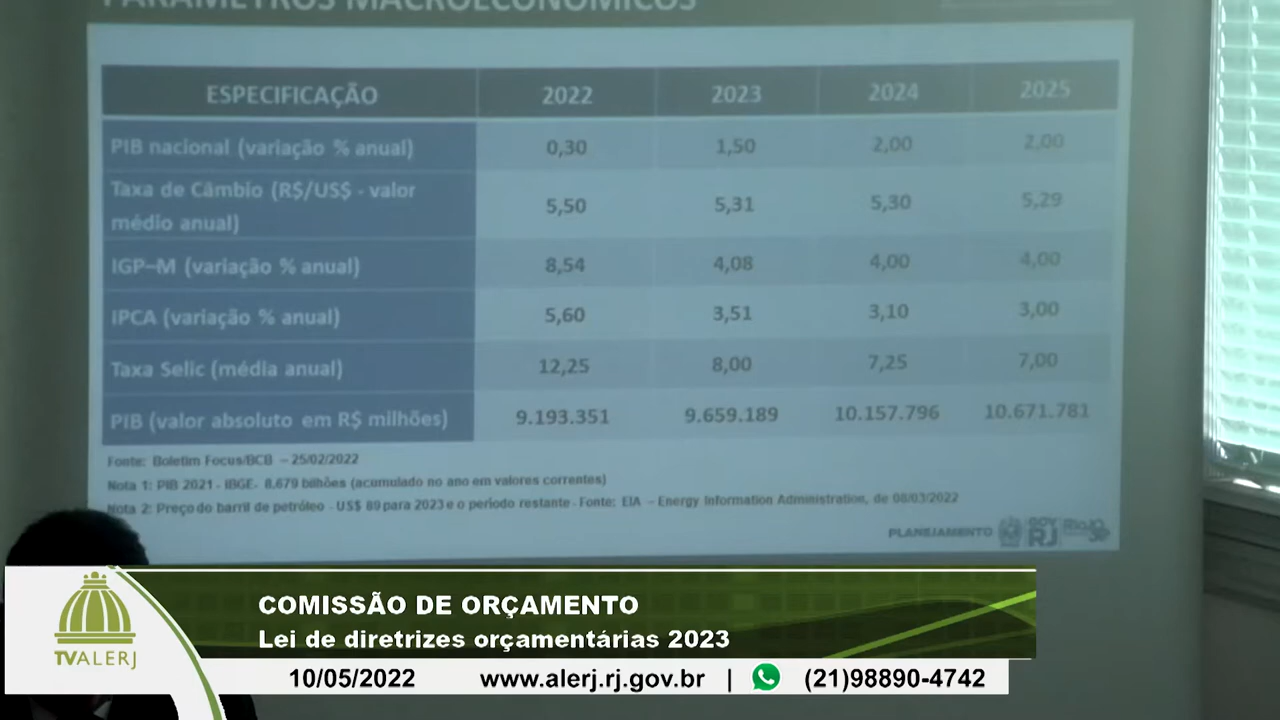 PARÂMETROS MACROECONÔMICOS
ESPECIFICAÇÃO 2022 2023 2024 2025
PIB nacional (variação % anual) 0,30 1,50 2,00 2,00
Taxa de Câmbio (R$/US$ - valor
médio anual) 5,50 5,31 5,30 5,29
IGP–M (variação % anual) 8,54 4,08 4,00 4,00
IPCA (variação % anual) 5,60 3,51 3,10 3,00
Taxa Selic (média anual) 12,25 8,00 7,25 7,00
PIB (valor absoluto em R$ milhões) 9.193.351 9.659.189 10.157.796 10.671.781
Fonte: Boletim Focus/BCB – 25/02/2022
Nota 1: PIB 2021 - IBGE- 8,679 bilhões (acumulado no ano em valores correntes)
Nota 2: Preço do barril de petróleo - US$ 89 para 2023 e o período restante - Fonte: EIA – Energy Information Administration, de 08/03/2022
PLANEJAMENTO GOV RJ
COMISSÃO DE ORÇAMENTO
Lei de diretrizes orçamentárias 2023
TVALERJ
10/05/2022 www.alerj.rj.gov.br | (21)98890-4742